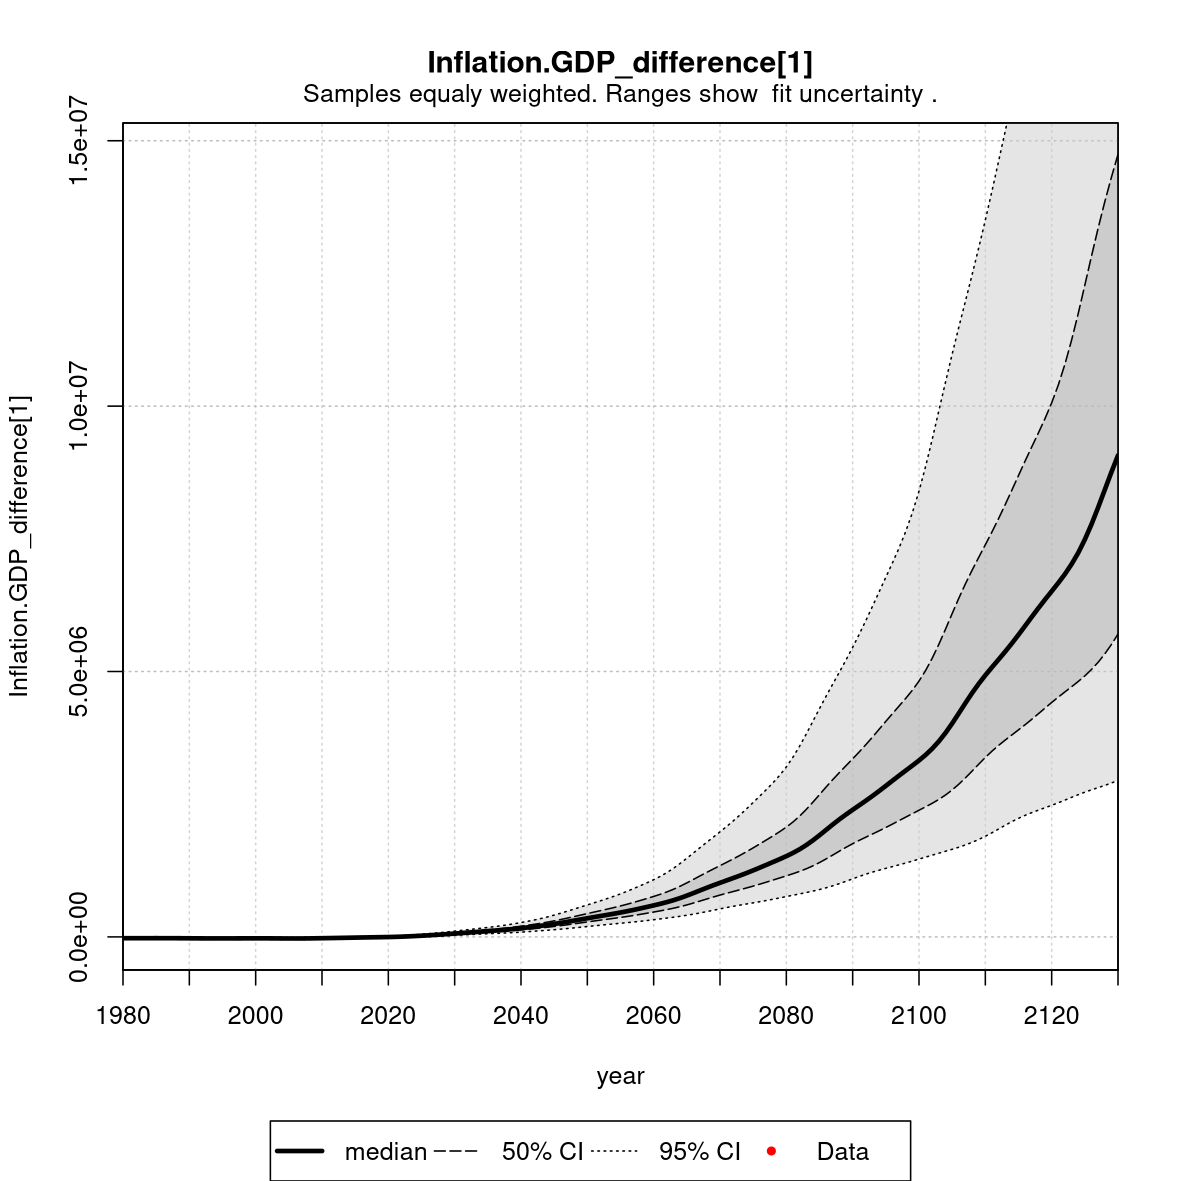 Inflation.GDP_difference[1]
Samples equaly weighted. Ranges show  fit uncertainty .
Inflation.GDP_difference[1]
1.5e+07
1.0e+07
5.0e+06
0.0e+00
1980 2000 2020 2040 2060 2080 2100 2120
year
median 50% CI 95% CI Data